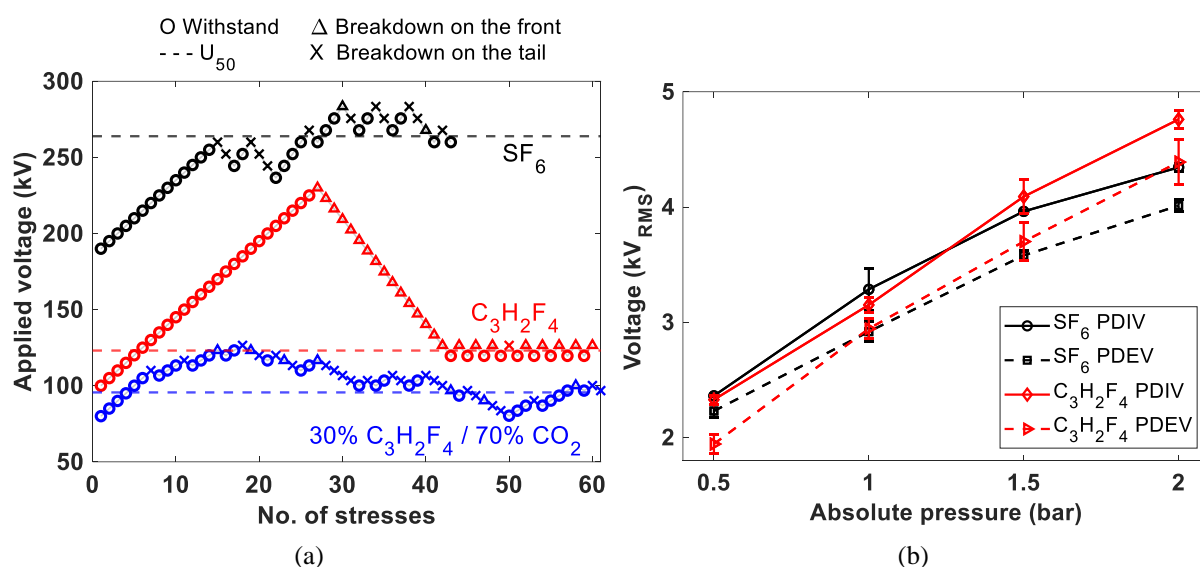 O Withstand Δ Breakdown on the front
--- U50 X Breakdown on the tail
300
250
200
150
100
50
0 10 20 30 40 50 60
Applied voltage (kV)
No. of stresses
SF6
C3H2F4
30% C3H2F4 / 70% CO2
(a)
5
4
3
2
0.5 1 1.5 2
Voltage (kVRMS)
Absolute pressure (bar)
SF6 PDIV
SF6 PDEV
C3H2F4 PDIV
C3H2F4 PDEV
(b)